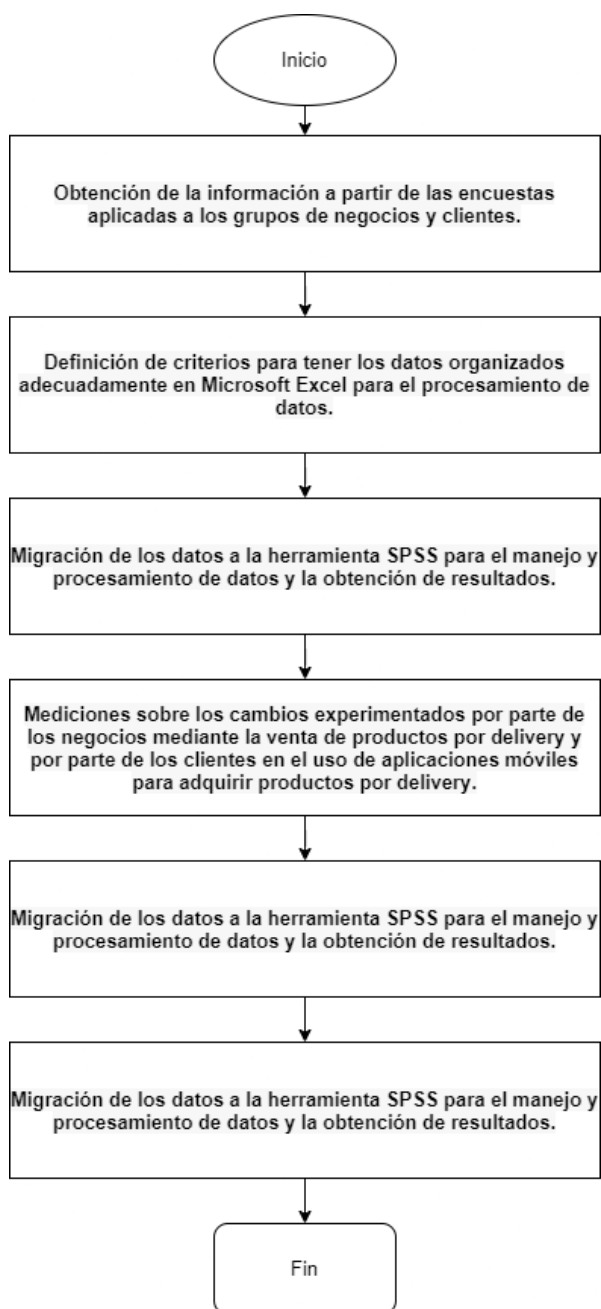 Inicio
Obtención de la información a partir de las encuestas
aplicadas a los grupos de negocios y clientes.
Definición de criterios para tener los datos organizados
adecuadamente en Microsoft Excel para el procesamiento de
datos.
Migración de los datos a la herramienta SPSS para el manejo y
procesamiento de datos y la obtención de resultados.
Mediciones sobre los cambios experimentados por parte de
los negocios mediante la venta de productos por delivery y
por parte de los clientes en el uso de aplicaciones móviles
para adquirir productos por delivery.
Migración de los datos a la herramienta SPSS para el manejo y
procesamiento de datos y la obtención de resultados.
Migración de los datos a la herramienta SPSS para el manejo y
procesamiento de datos y la obtención de resultados.
Fin